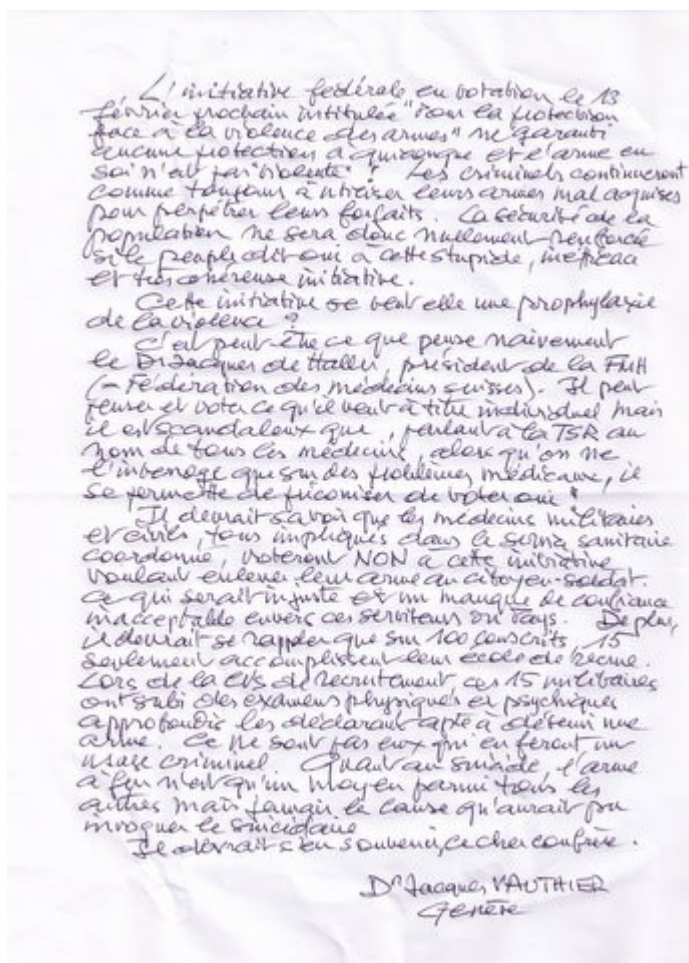 L'initiative fédérale en votation le 13
février prochain intitulée "Pour la protection
face à la violence des armes" ne garanti
aucune protection à quiconque et l'arme en
soi n'est pas "violente" ! Les criminels continueront
comme toujours à utiliser leurs armes mal acquises
pour perpétrer leurs forfaits. La sécurité de la
population ne sera donc nullement renforcée
si le peuple dit oui à cette stupide, inefficace
et très onéreuse initiative.
Cette initiative se veut elle une prophylaxie
de la violence ?
C'est peut-être ce que pense naïvement
le Dr Jacques de Haller, président de la FMH
(= Fédération des médecins suisses). Il peut
penser et voter ce qu'il veut à titre individuel mais
il est scandaleux que, parlant à la TSR au
nom de tous les médecins, alors qu'on ne
l'interroge que sur des problèmes médicaux, il
se permette de préconiser de voter oui !
Il devrait savoir que les médecins militaires
et civils, tous impliqués dans le service sanitaire
coordonné, voteront NON à cette initiative
voulant enlever leur arme au citoyen-soldat.
Ce qui serait injuste et un manque de confiance
inacceptable envers ces serviteurs du Pays. De plus,
il devrait se rappeler que sur 100 conscrits, 15
seulement accomplissent leur école de recrue.
Lors de la de recrutement ces 15 militaires
ont subi des examens physiques et psychiques
approfondis les déclarant apte à détenir une
arme. Ce ne sont pas eux qui en feront un
usage criminel. Quant au suicide, l'arme
à feu n'est qu'un moyen parmi tous les
autres mais jamais la cause qu'aurait pu
invoquer le suicidaire
Il devrait s'en souvenir, ce cher confrère.
Dr Jacques VAUTHIER
Genève